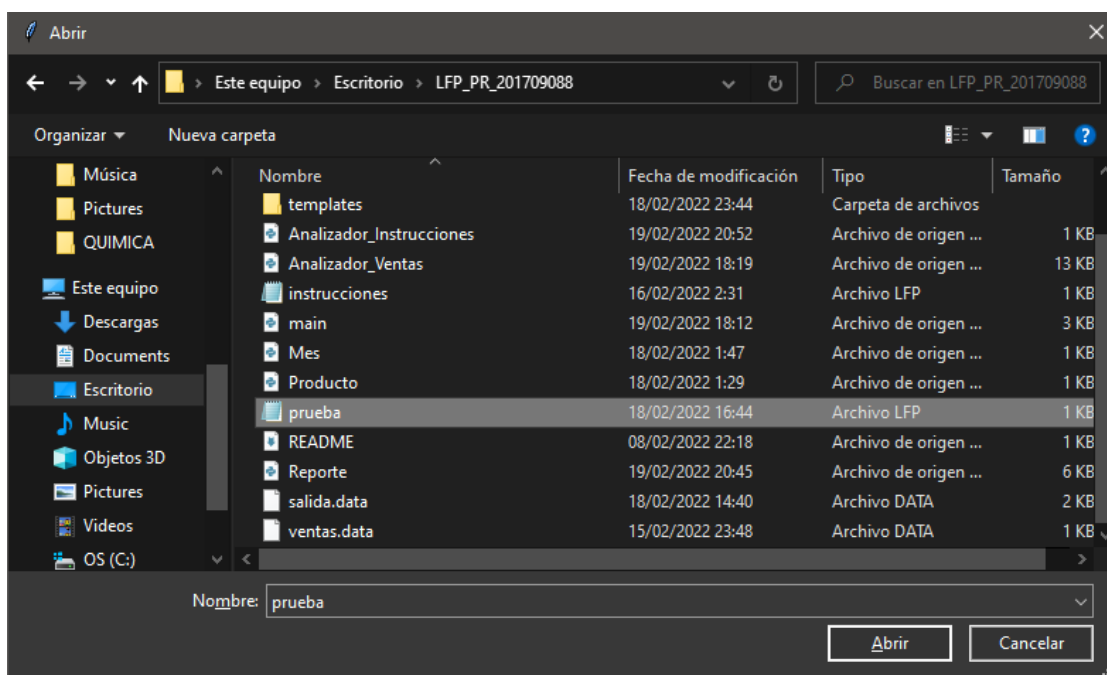 Abrir
Este equipo > Escritorio > LFP_PR_201709088
Buscar en LFP_PR_201709088
Organizar Nueva carpeta
Música
Pictures
QUIMICA
Este equipo
Descargas
Documents
Escritorio
Music
Objetos 3D
Pictures
Videos
OS (C:)
Nombre Fecha de modificación Tipo Tamaño
templates 18/02/2022 23:44 Carpeta de archivos
Analizador_Instrucciones 19/02/2022 20:52 Archivo de origen ... 1 KB
Analizador_Ventas 19/02/2022 18:19 Archivo de origen ... 13 KB
instrucciones 16/02/2022 2:31 Archivo LFP 1 KB
main 19/02/2022 18:12 Archivo de origen ... 3 KB
Mes 18/02/2022 1:47 Archivo de origen ... 1 KB
Producto 18/02/2022 1:29 Archivo de origen ... 1 KB
prueba 18/02/2022 16:44 Archivo LFP 1 KB
README 08/02/2022 22:18 Archivo de origen ... 1 KB
Reporte 19/02/2022 20:45 Archivo de origen ... 6 KB
salida.data 18/02/2022 14:40 Archivo DATA 2 KB
ventas.data 15/02/2022 23:48 Archivo DATA 1 KB
Nombre: prueba
Abrir Cancelar